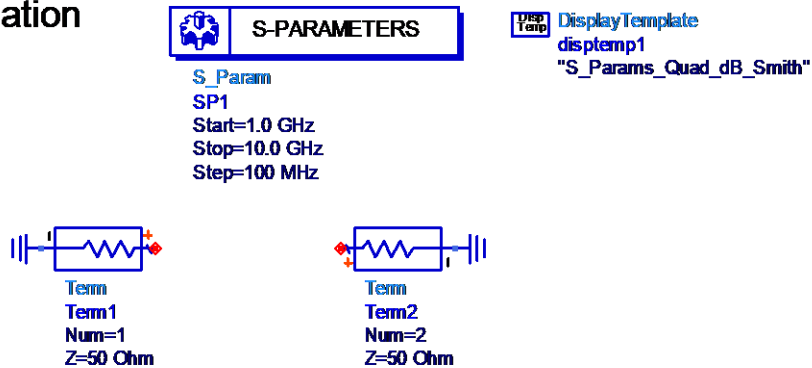 ation
S-PARAMETERS
S_Param
SP1
Start=1.0 GHz
Stop=10.0 GHz
Step=100 MHz
Disp
Temp
DisplayTemplate
disptemp1
"S_Params_Quad_dB_Smith"
Term
Term1
Num=1
Z=50 Ohm
Term
Term2
Num=2
Z=50 Ohm